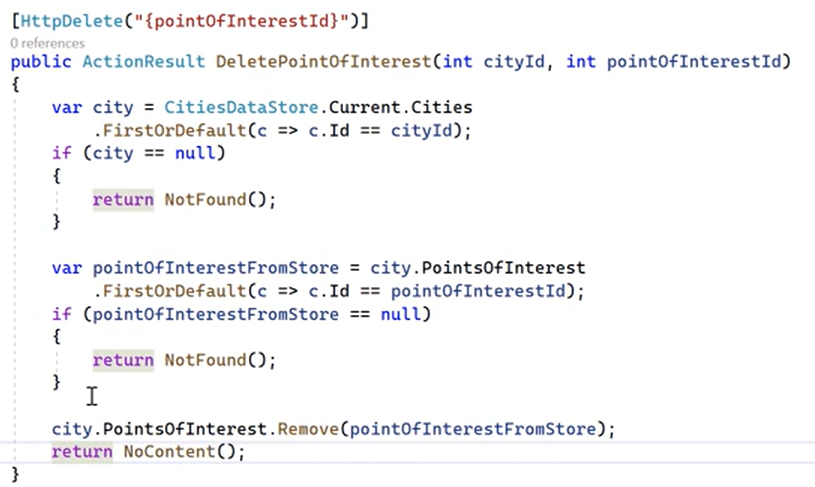 [HttpDelete("{pointOfInterestId}")]
0 references
public ActionResult DeletePointOfInterest(int cityId, int pointOfInterestId)
{
    var city = CitiesDataStore.Current.Cities
        .FirstOrDefault(c => c.Id == cityId);
    if (city == null)
    {
        return NotFound();
    }

    var pointOfInterestFromStore = city.PointsOfInterest
        .FirstOrDefault(c => c.Id == pointOfInterestId);
    if (pointOfInterestFromStore == null)
    {
        return NotFound();
    }

    city.PointsOfInterest.Remove(pointOfInterestFromStore);
    return NoContent();
}